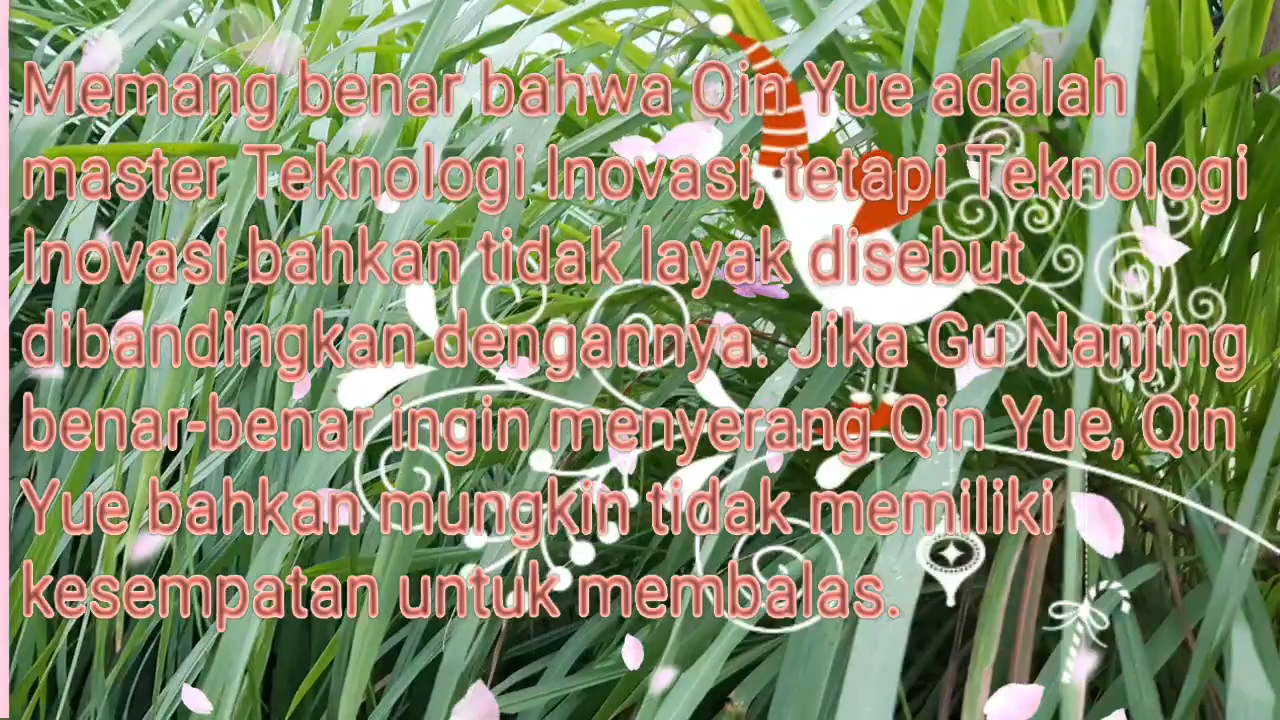 Memang benar bahwa Qin Yue adalah
master Teknologi Inovasi, tetapi Teknologi
Inovasi bahkan tidak layak disebut
dibandingkan dengannya. Jika Gu Nanjing
benar-benar ingin menyerang Qin Yue, Qin
Yue bahkan mungkin tidak memiliki
kesempatan untuk membalas.